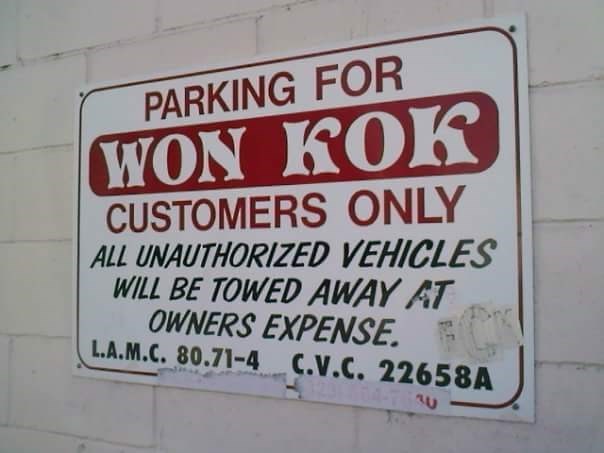 PARKING FOR
WON KOK
CUSTOMERS ONLY
ALL UNAUTHORIZED VEHICLES
WILL BE TOWED AWAY AT
OWNERS EXPENSE.
L.A.M.C. 80.71-4 C.V.C. 22658A